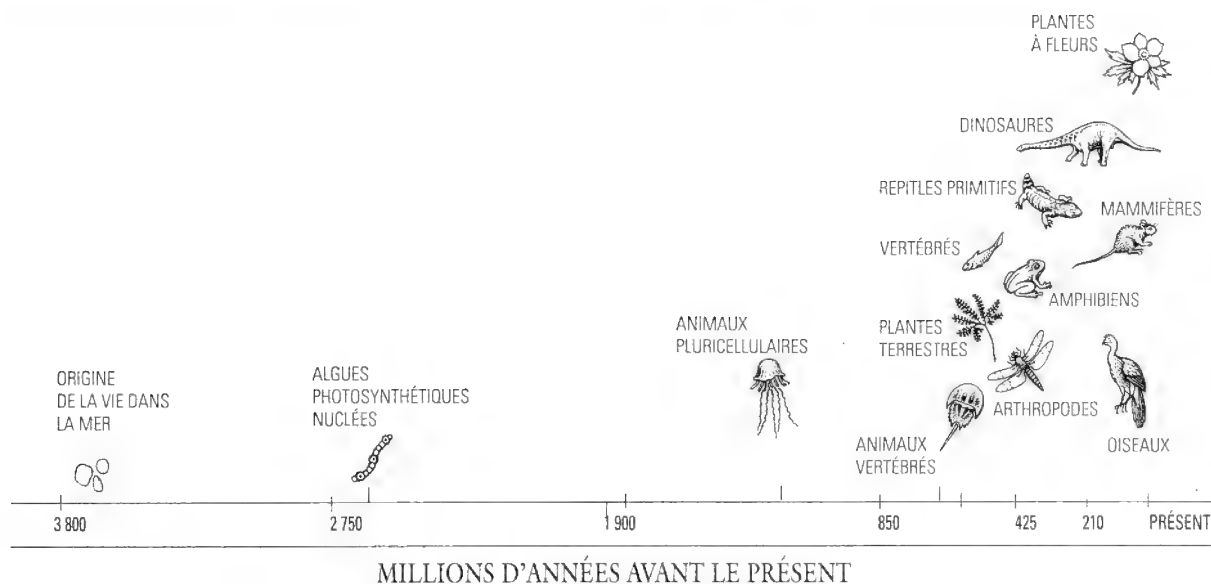 PLANTES
À FLEURS
DINOSAURES
REPITLES PRIMITIFS
MAMMIFÈRES
VERTÉBRÉS
AMPHIBIENS
ANIMAUX
PLURICELLULAIRES
PLANTES
TERRESTRES
ORIGINE
DE LA VIE DANS
LA MER
ALGUES
PHOTOSYNTHÉTIQUES
NUCLÉES
ARTHROPODES
ANIMAUX
VERTÉBRÉS
OISEAUX
3 800
2 750
1 900
850
425
210
PRÉSENT
MILLIONS D'ANNÉES AVANT LE PRÉSENT